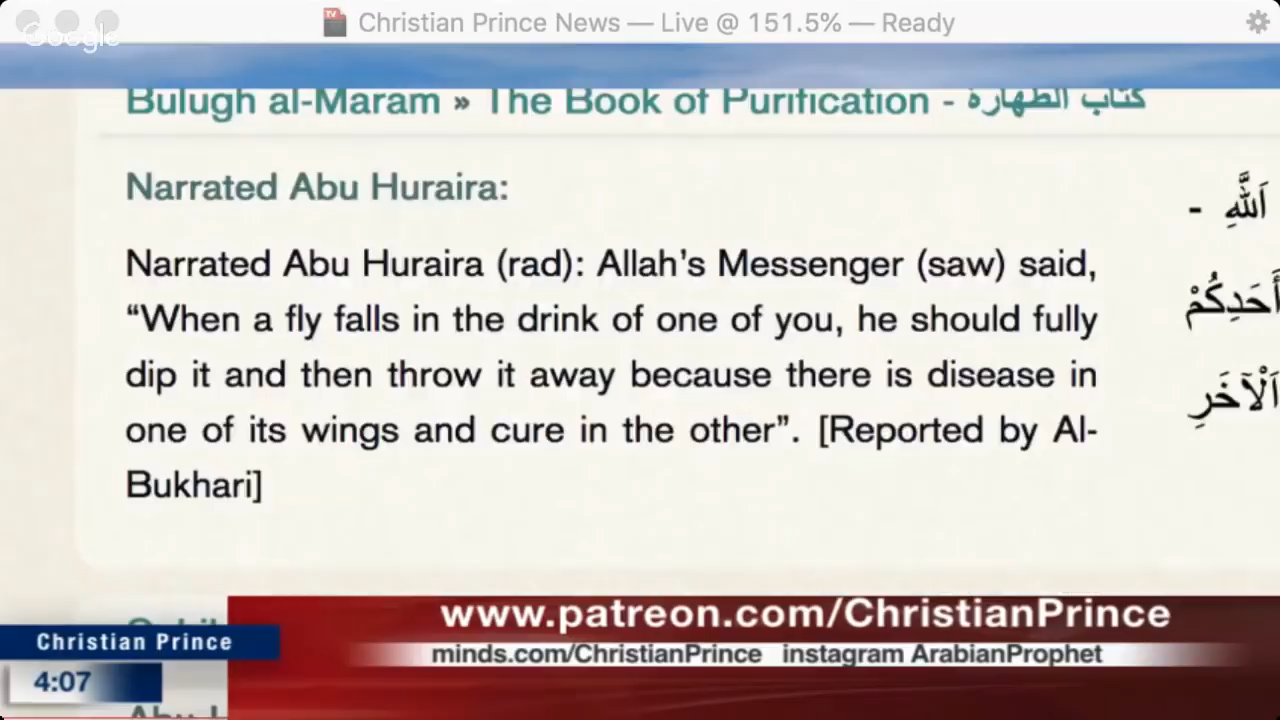 Christian Prince News — Live @ 151.5% — Ready
Google
Bulugh al-Maram » The Book of Purification - كتاب الطهارة
Narrated Abu Huraira:
Narrated Abu Huraira (rad): Allah's Messenger (saw) said,
“When a fly falls in the drink of one of you, he should fully
dip it and then throw it away because there is disease in
one of its wings and cure in the other”. [Reported by Al-
Bukhari]
اَللَّهِ -
أَحَدِكُمْ
اَلْآخَرِ
www.patreon.com/ChristianPrince
Christian Prince
minds.com/ChristianPrince instagram ArabianProphet
4:07